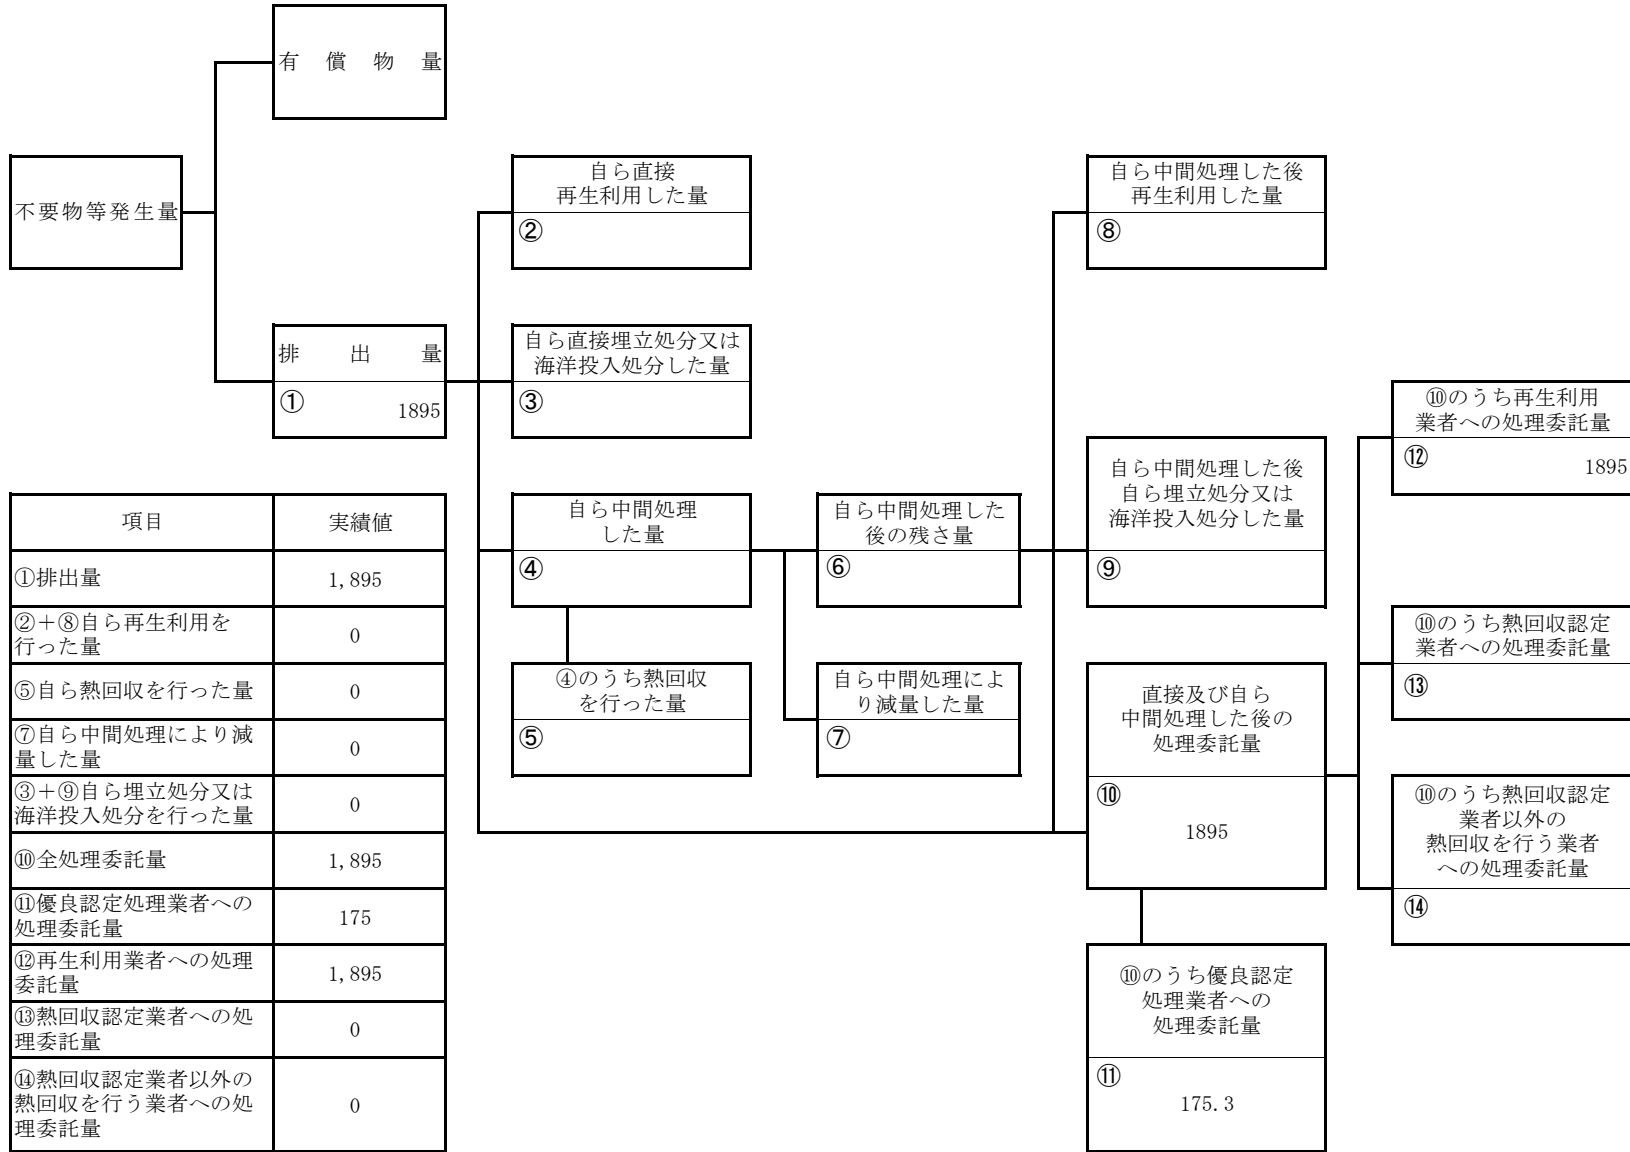 有償物量
不要物等発生量
自ら直接
再生利用した量
②
自ら中間処理した後
再生利用した量
⑧
排出量
①
1895
自ら直接埋立処分又は
海洋投入処分した量
③
⑩のうち再生利用
業者への処理委託量
⑫
1895
自ら中間処理
した量
④
自ら中間処理した
後の残さ量
⑥
自ら中間処理した後
自ら埋立処分又は
海洋投入処分した量
⑨
⑩のうち熱回収認定
業者への処理委託量
⑬
④のうち熱回収
を行った量
⑤
自ら中間処理によ
り減量した量
⑦
直接及び自ら
中間処理した後の
処理委託量
⑩
1895
⑩のうち熱回収認定
業者以外の
熱回収を行う業者
への処理委託量
⑭
⑩のうち優良認定
処理業者への
処理委託量
⑪
175.3
項目 実績値
①排出量 1,895
②+⑧自ら再生利用を
行った量 0
⑤自ら熱回収を行った量 0
⑦自ら中間処理により減
量した量 0
③+⑨自ら埋立処分又は
海洋投入処分を行った量 0
⑩全処理委託量 1,895
⑪優良認定処理業者への
処理委託量 175
⑫再生利用業者への処理
委託量 1,895
⑬熱回収認定業者への処
理委託量 0
⑭熱回収認定業者以外の
熱回収を行う業者への処
理委託量 0